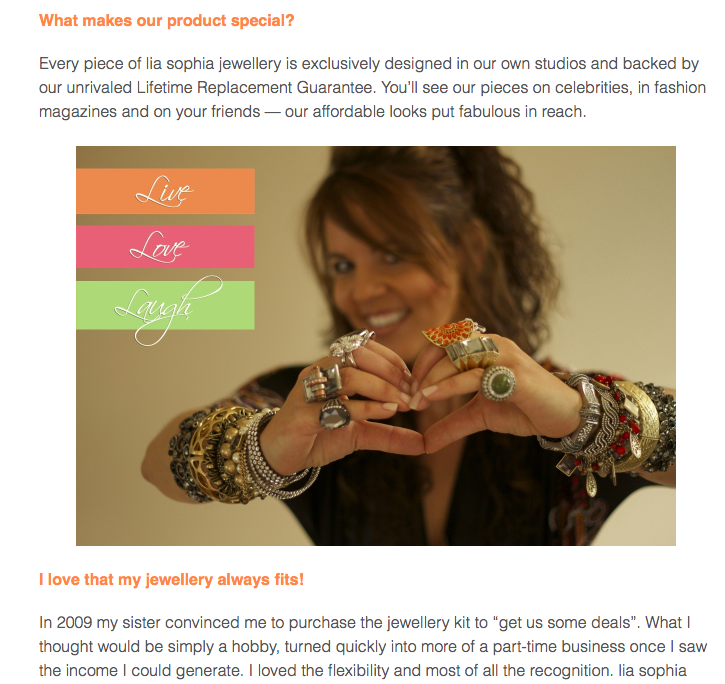 What makes our product special?
Every piece of lia sophia jewellery is exclusively designed in our own studios and backed by
our unrivaled Lifetime Replacement Guarantee. You'll see our pieces on celebrities, in fashion
magazines and on your friends — our affordable looks put fabulous in reach.
Live
Love
Laugh
I love that my jewellery always fits!
In 2009 my sister convinced me to purchase the jewellery kit to “get us some deals”. What I
thought would be simply a hobby, turned quickly into more of a part-time business once I saw
the income I could generate. I loved the flexibility and most of all the recognition. lia sophia